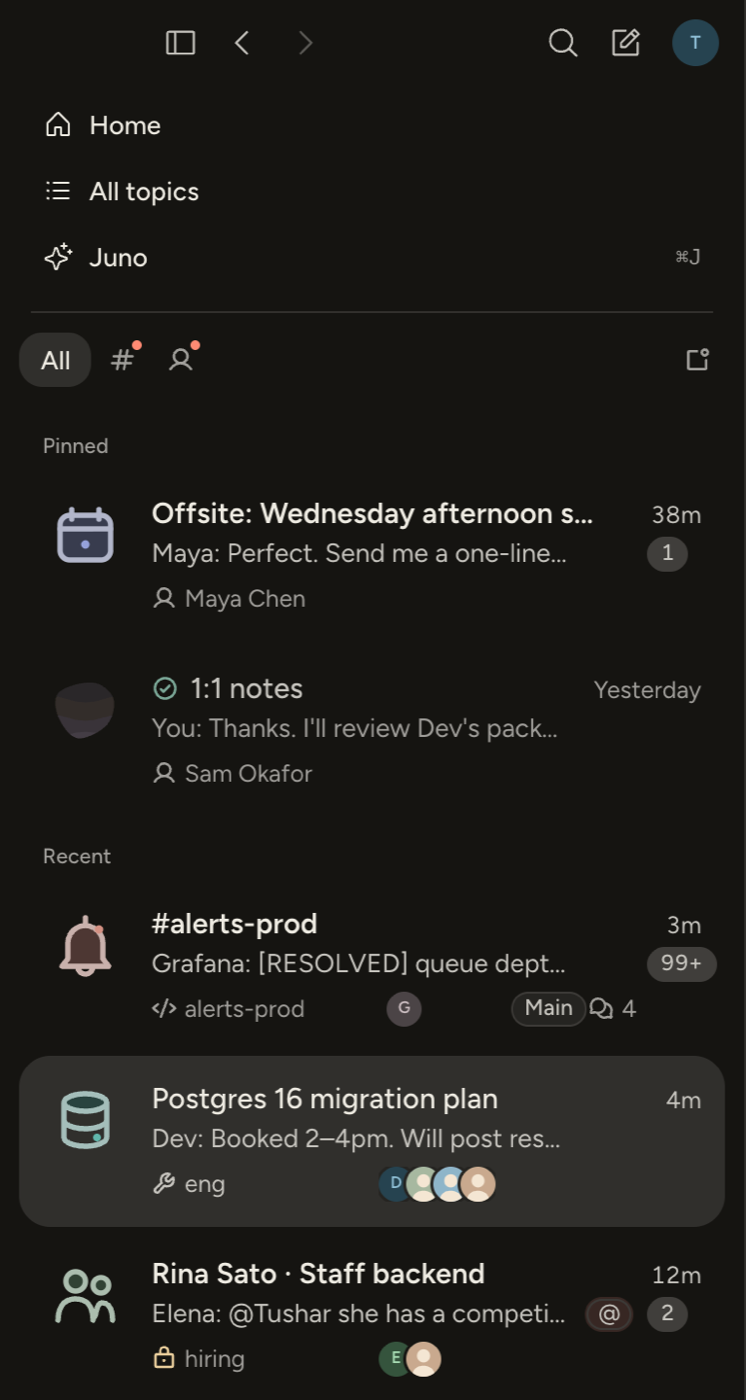 T
Home
All topics
Juno ⌘J
All
Pinned
Offsite: Wednesday afternoon s... 38m
Maya: Perfect. Send me a one-line... 1
Maya Chen
1:1 notes Yesterday
You: Thanks. I'll review Dev's pack...
Sam Okafor
Recent
#alerts-prod 3m
Grafana: [RESOLVED] queue dept... 99+
alerts-prod G Main 4
Postgres 16 migration plan 4m
Dev: Booked 2–4pm. Will post res...
eng D
Rina Sato · Staff backend 12m
Elena: @Tushar she has a competi... @ 2
hiring E